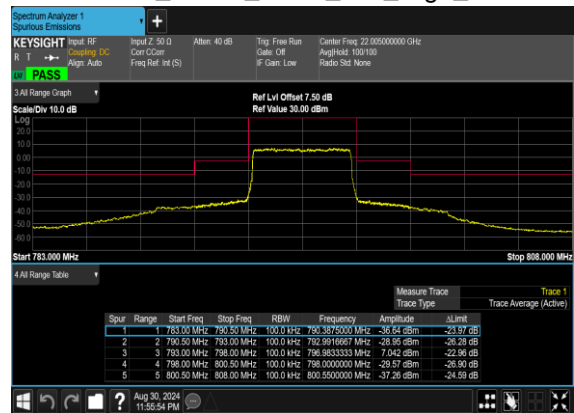 Spectrum Analyzer 1
Spurious Emissions
KEYSIGHT Input: RF Input Z: 50 Ω Atten: 40 dB Trig: Free Run Center Freq: 22.005000000 GHz
R T Coupling: DC Corr CCorr Gate: Off Avg|Hold: 100/100
Align: Auto Freq Ref: Int (S) IF Gain: Low Radio Std: None
PASS
3 All Range Graph
Ref Lvl Offset 7.50 dB
Scale/Div 10.0 dB Ref Value 30.00 dBm
Log
20.0
10.0
0.00
-10.0
-20.0
-30.0
-40.0
-50.0
-60.0
Start 783.000 MHz Stop 808.000 MHz
4 All Range Table
Measure Trace Trace 1
Trace Type Trace Average (Active)
Spur Range Start Freq Stop Freq RBW Frequency Amplitude ΔLimit
1 1 783.00 MHz 790.50 MHz 100.0 kHz 790.3875000 MHz -36.64 dBm -23.97 dB
2 2 790.50 MHz 793.00 MHz 100.0 kHz 792.9916667 MHz -28.95 dBm -26.28 dB
3 3 793.00 MHz 798.00 MHz 100.0 kHz 796.9833333 MHz 7.042 dBm -22.96 dB
4 4 798.00 MHz 800.50 MHz 100.0 kHz 798.0000000 MHz -29.57 dBm -26.90 dB
5 5 800.50 MHz 808.00 MHz 100.0 kHz 800.5500000 MHz -37.26 dBm -24.59 dB
Aug 30, 2024
11:55:54 PM